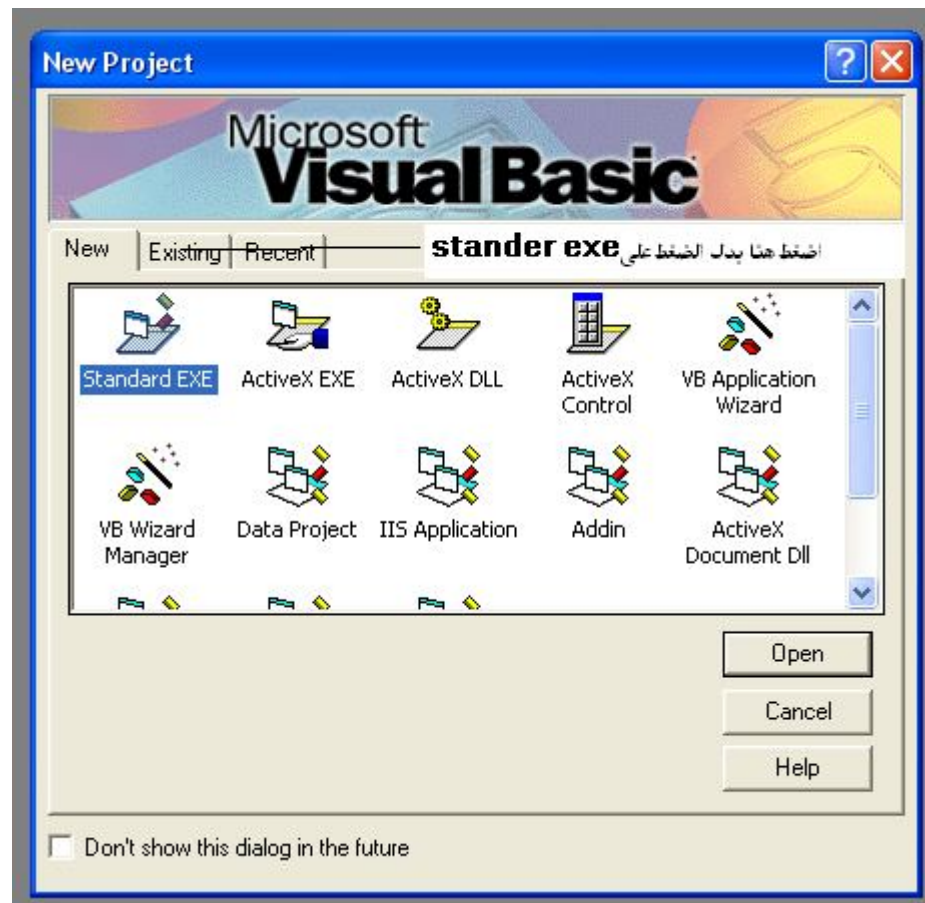 New Project
Microsoft
Visual Basic
New Existing Recent
اضغط هنا بدل الضغط على stander exe
Standard EXE ActiveX EXE ActiveX DLL ActiveX Control VB Application Wizard
VB Wizard Manager Data Project IIS Application Addin ActiveX Document Dll
Open
Cancel
Help
Don't show this dialog in the future